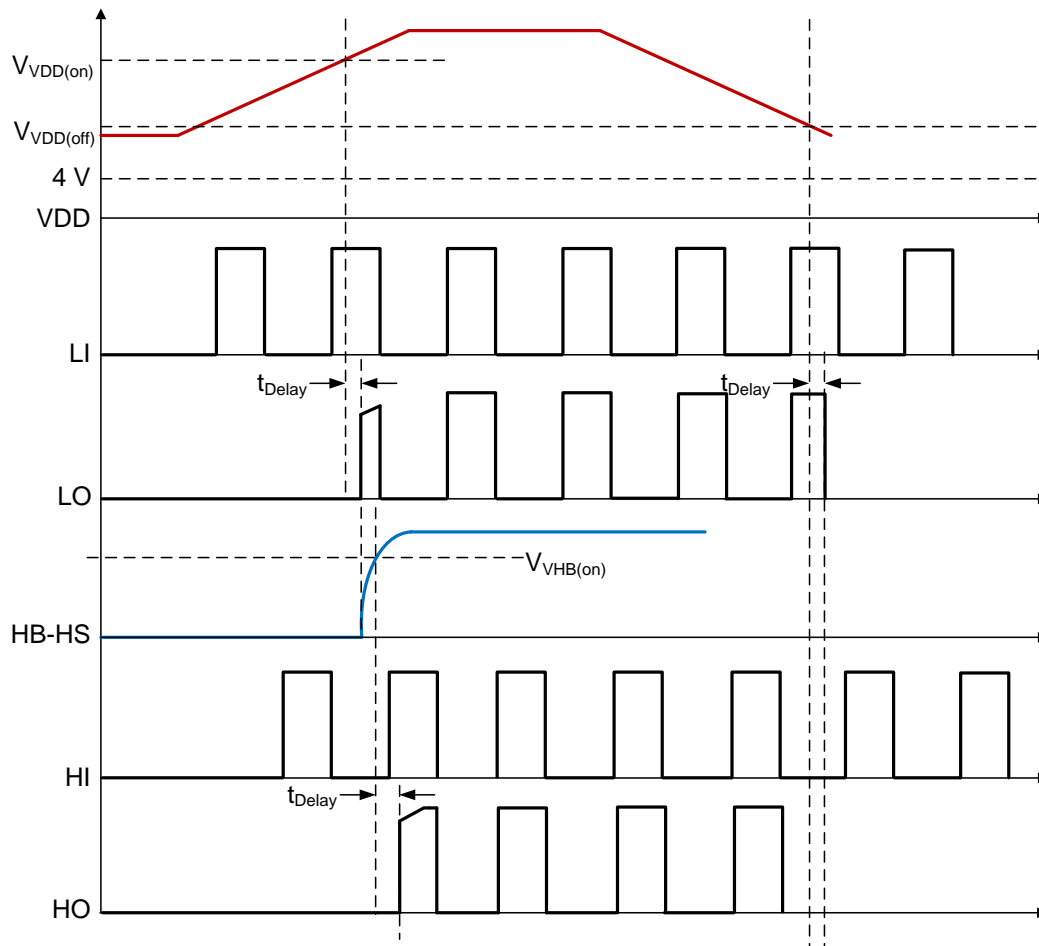 VVDD(on)
VVDD(off)
4 V
VDD
LI
tDelay
tDelay
LO
VVHB(on)
HB-HS
HI
tDelay
HO